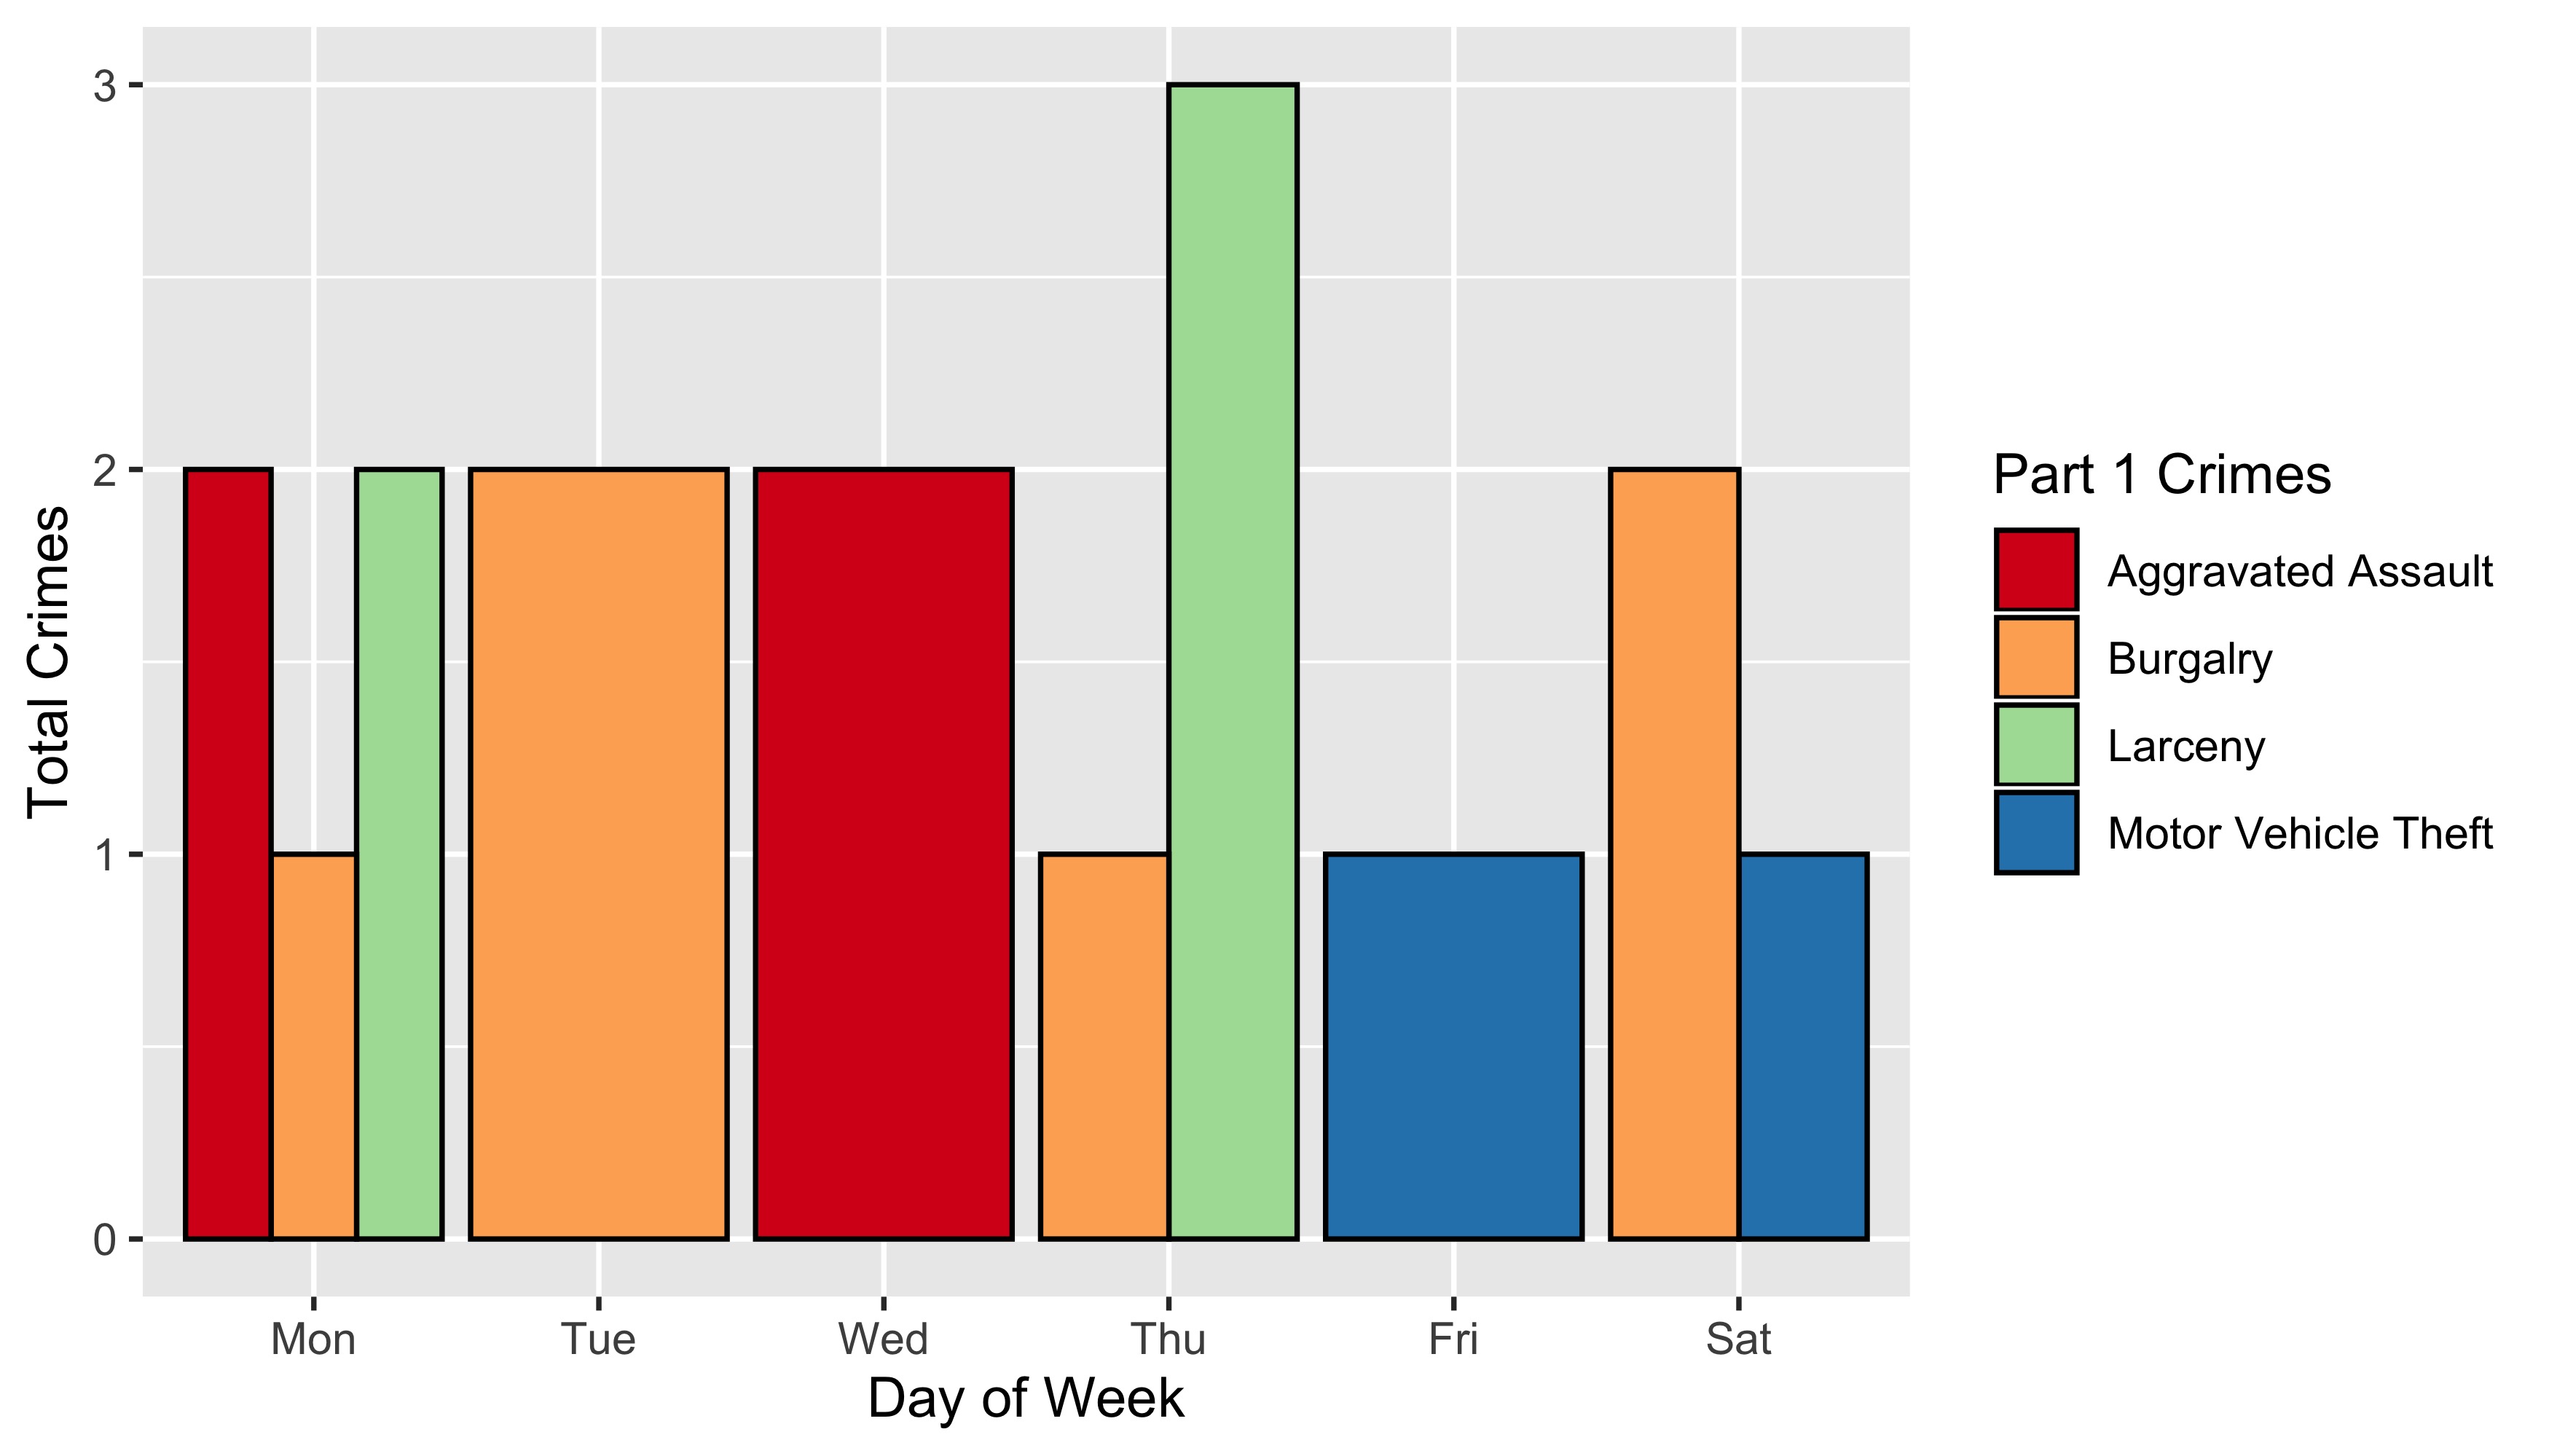 3
2
1
0
Total Crimes
Mon Tue Wed Thu Fri Sat
Day of Week
Part 1 Crimes
Aggravated Assault
Burgalry
Larceny
Motor Vehicle Theft